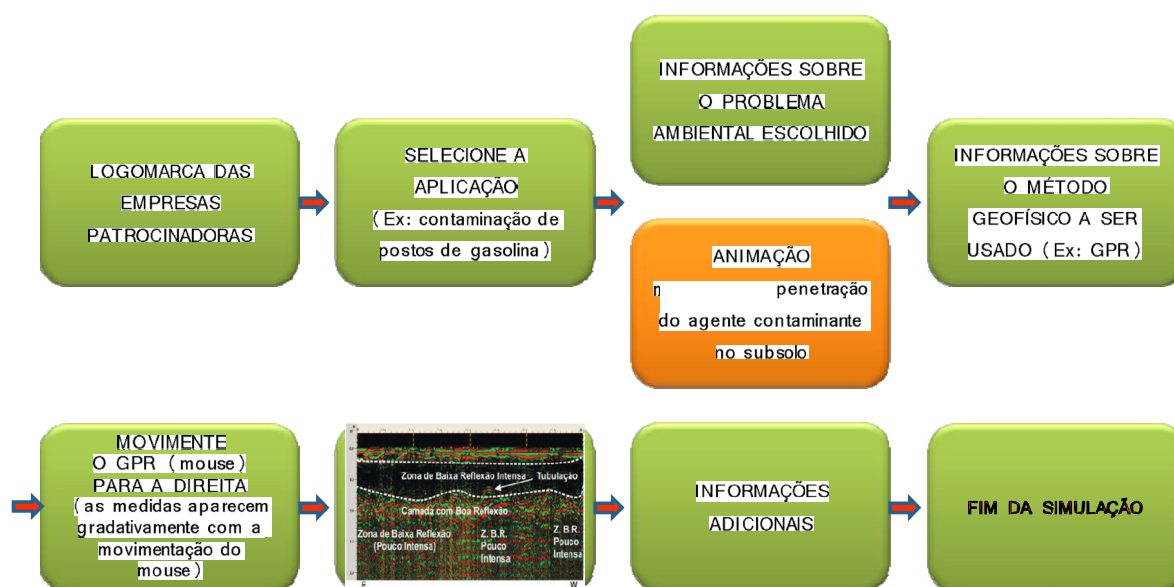 LOGOMARCA DAS
EMPRESAS
PATROCINADORAS
SELECIONE A
APLICAÇÃO
(Ex: contaminação de
postos de gasolina)
INFORMAÇÕES SOBRE
O PROBLEMA
AMBIENTAL ESCOLHIDO
ANIMAÇÃO
penetração
do agente contaminante
no subsolo
INFORMAÇÕES SOBRE
O MÉTODO
GEOFÍSICO A SER
USADO (Ex: GPR)
MOVIMENTE
O GPR (mouse)
PARA A DIREITA
(as medidas aparecem
gradativamente com a
movimentação do
mouse)
Zona de Baixa Reflexão Intensa
Tubulação
Camada com Boa Reflexão
Zona de Baixa Reflexão
(Pouco Intensa)
Z. B.R.
Pouco
Intensa
Z. B.R.
Pouco
Intensa
E
W
INFORMAÇÕES
ADICIONAIS
FIM DA SIMULAÇÃO